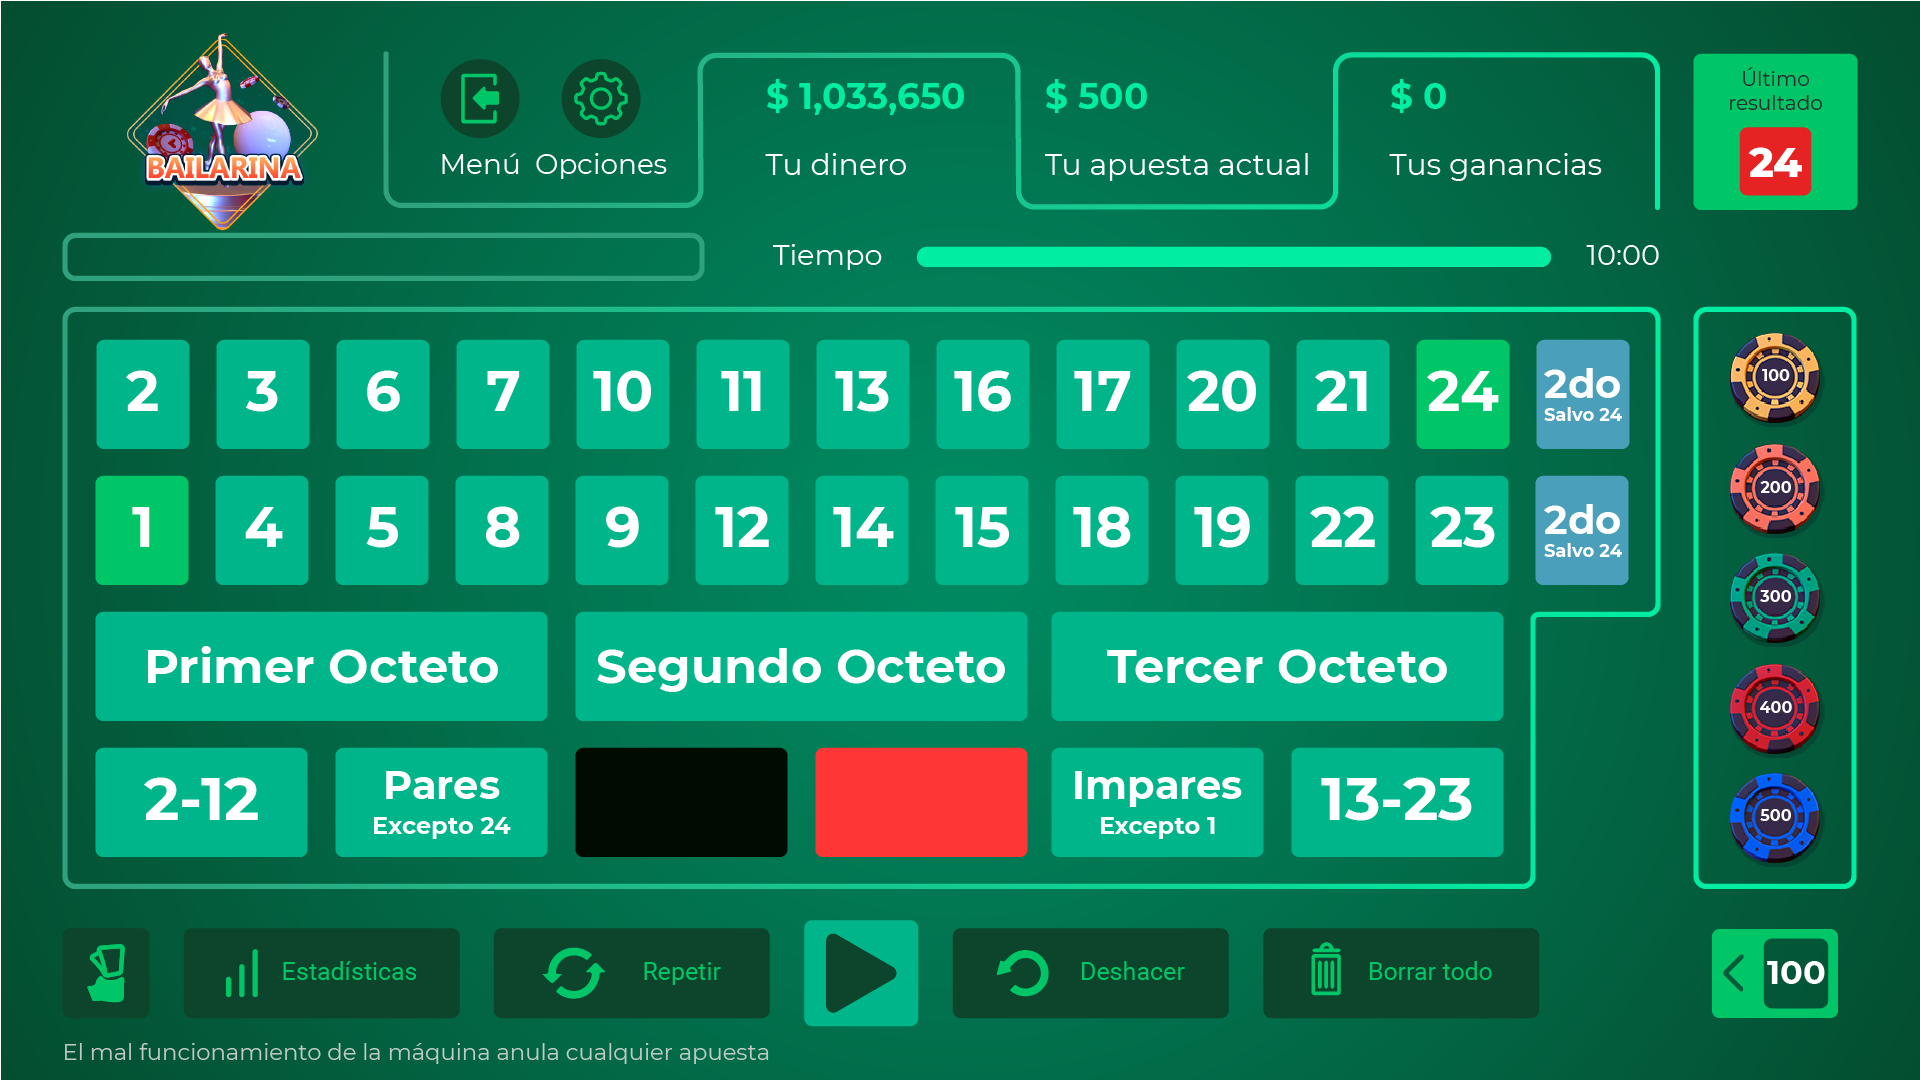 BAILARINA
Menú
Opciones
$ 1,033,650
Tu dinero
$ 500
Tu apuesta actual
$ 0
Tus ganancias
Último
resultado
24
Tiempo
10:00
2 3 6 7 10 11 13 16 17 20 21 24 2do
Salvo 24
1 4 5 8 9 12 14 15 18 19 22 23 2do
Salvo 24
Primer Octeto
Segundo Octeto
Tercer Octeto
2-12
Pares
Excepto 24
Impares
Excepto 1
13-23
100
200
300
400
500
Estadísticas
Repetir
Deshacer
Borrar todo
100
El mal funcionamiento de la máquina anula cualquier apuesta